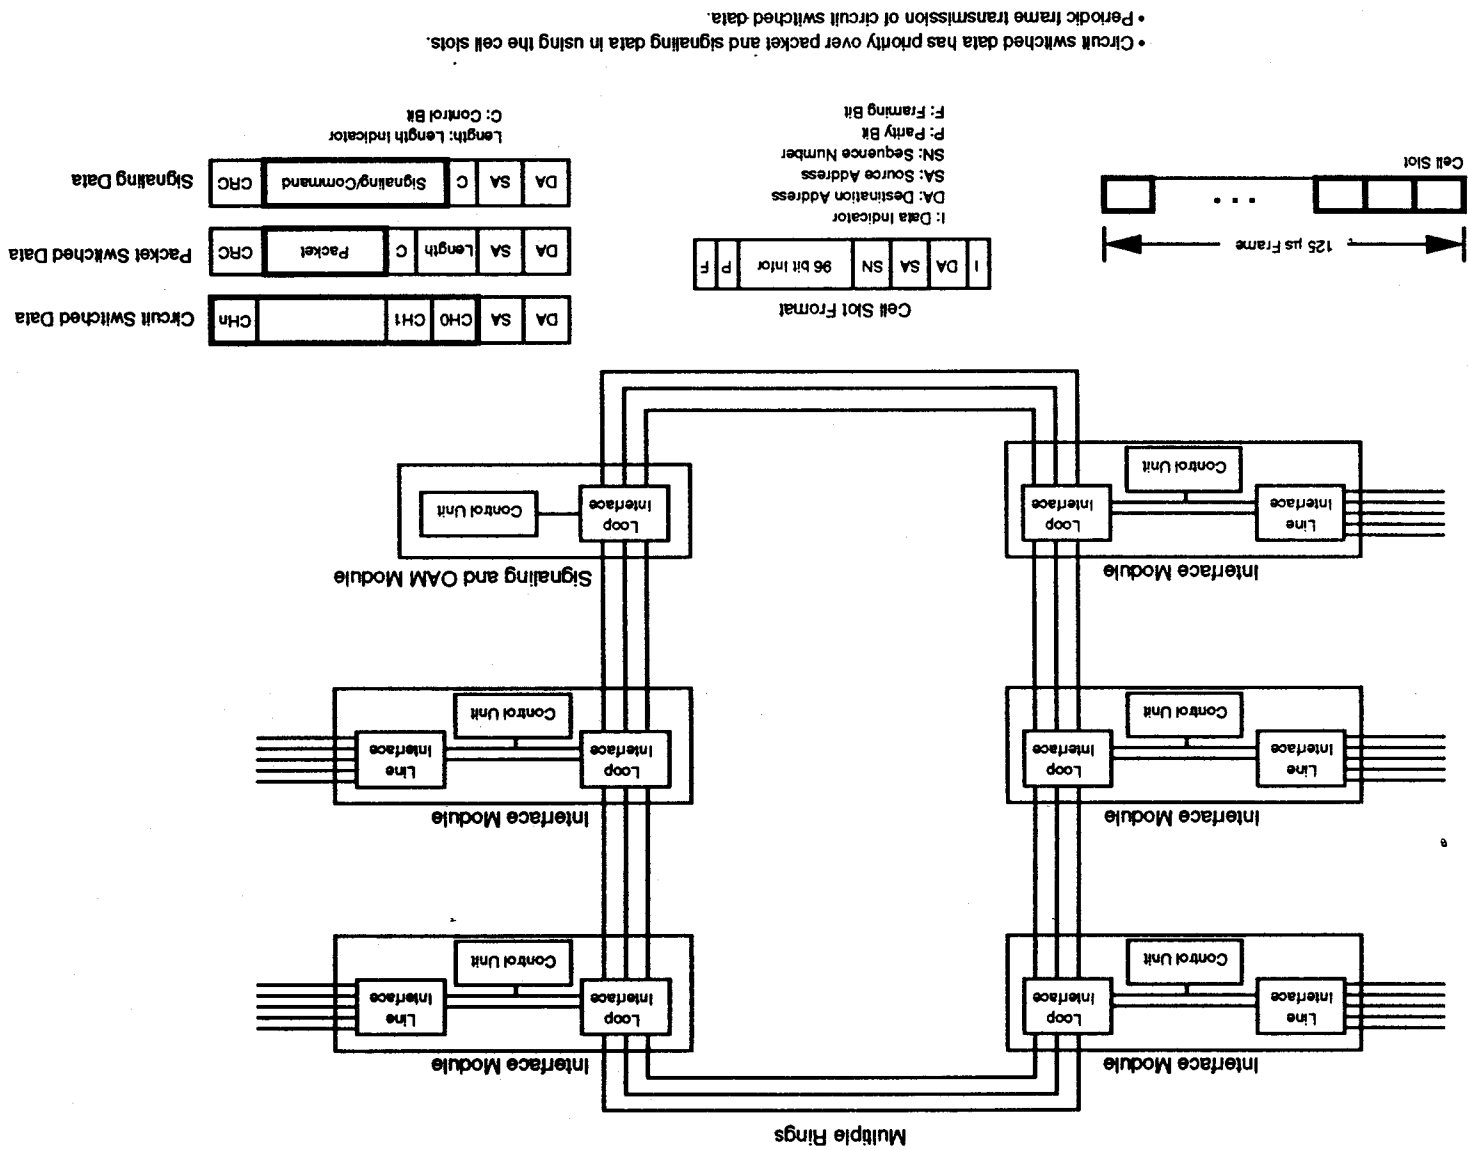 Multiple Rings
Interface Module
Line
Interface
Loop
Interface
Control Unit
Interface Module
Loop
Interface
Line
Interface
Control Unit
Interface Module
Line
Interface
Loop
Interface
Control Unit
Interface Module
Loop
Interface
Line
Interface
Control Unit
Interface Module
Line
Interface
Loop
Interface
Control Unit
Signaling and OAM Module
Loop
Interface
Control Unit
125 µs Frame
. . .
Cell Slot
Cell Slot Fromat
I DA SA SN 96 bit Infor P F
I: Data Indicator
DA: Destination Address
SA: Source Address
SN: Sequence Number
P: Parity Bit
F: Framing Bit
DA SA CH0 CH1 CHn Circuit Switched Data
DA SA Length C Packet CRC Packet Switched Data
DA SA C Signaling/Command CRC Signaling Data
Length: Length Indicator
C: Control Bit
• Circuit switched data has priority over packet and signaling data in using the cell slots.
• Periodic frame transmission of circuit switched data.